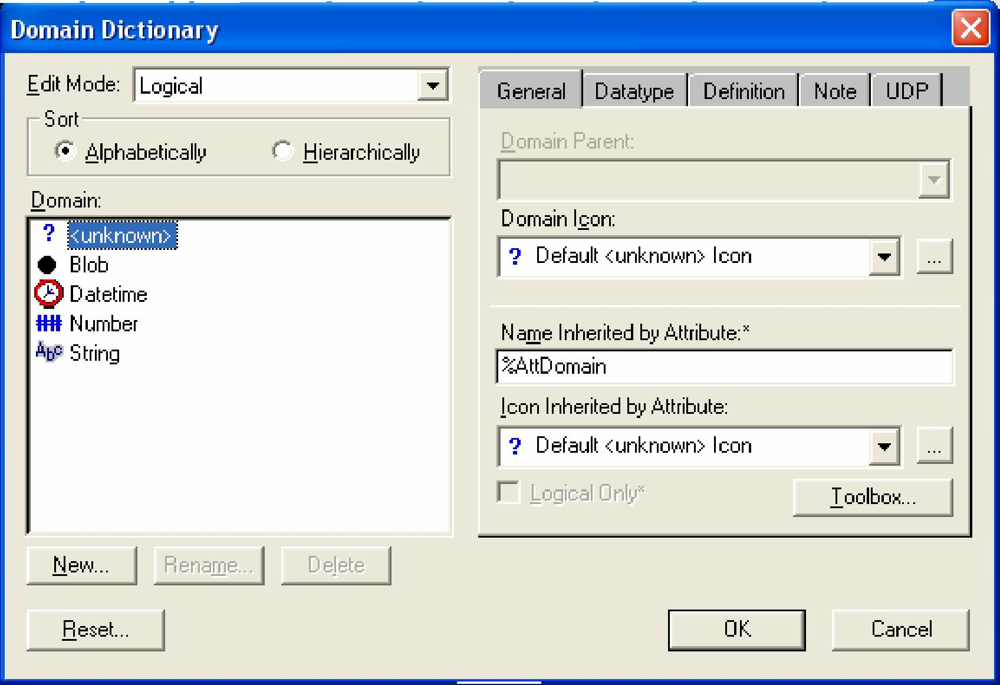 Domain Dictionary
Edit Mode: Logical
Sort
Alphabetically Hierarchically
Domain:
? <unknown>
Blob
Datetime
### Number
Abc String
New... Rename... Delete
Reset...
General Datatype Definition Note UDP
Domain Parent:
Domain Icon:
? Default <unknown> Icon ...
Name Inherited by Attribute:*
%AttDomain
Icon Inherited by Attribute:
? Default <unknown> Icon ...
Logical Only* Toolbox...
OK Cancel